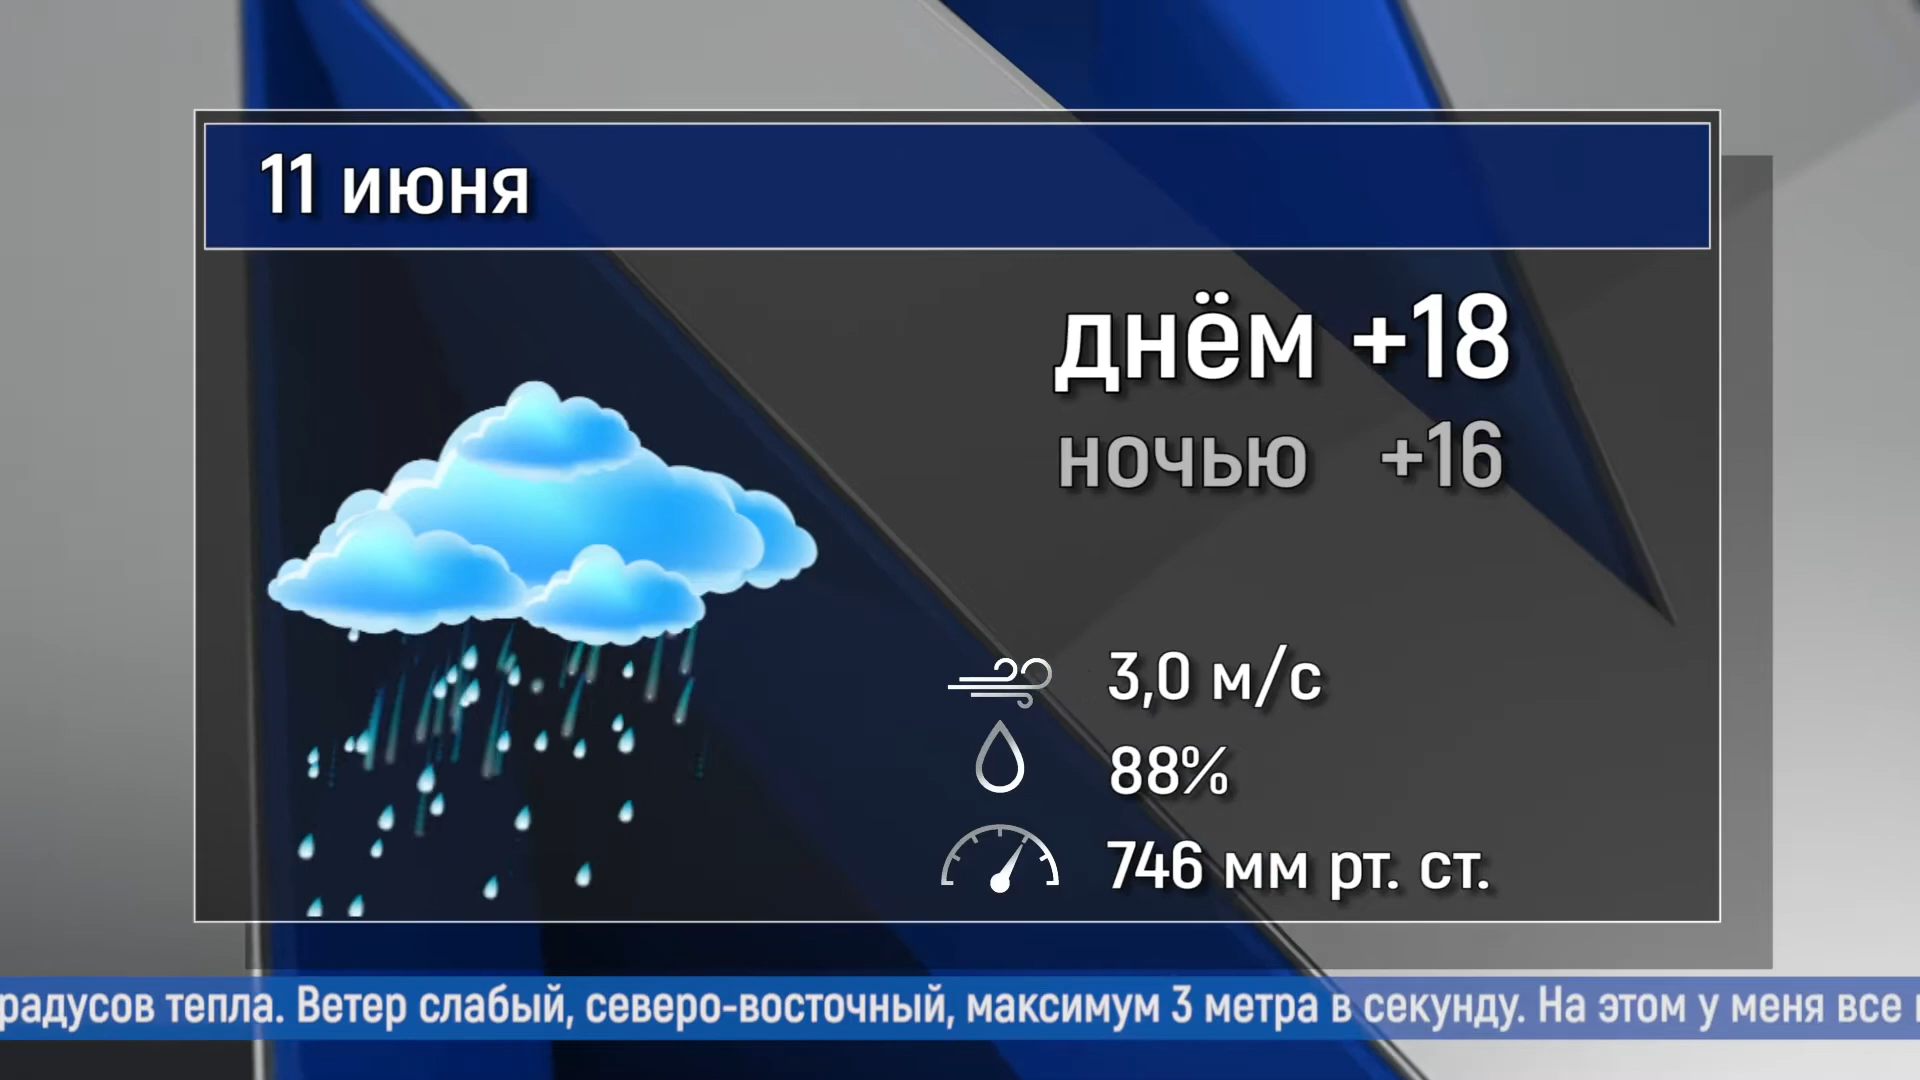 11 июня
днём +18
ночью +16
3,0 м/с
88%
746 мм рт. ст.
радусов тепла. Ветер слабый, северо-восточный, максимум 3 метра в секунду. На этом у меня все